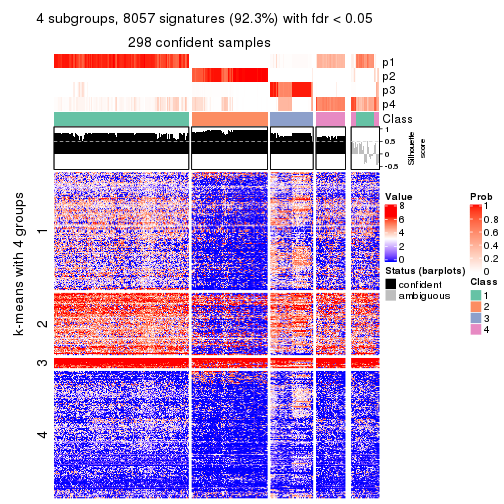 4 subgroups, 8057 signatures (92.3%) with fdr < 0.05
298 confident samples
p1
p2
p3
p4
Class
1
0.5
0
-0.5
Silhouette
score
k-means with 4 groups
1
2
3
4
Value
8
6
4
2
0
Status (barplots)
confident
ambiguous
Prob
1
0.8
0.6
0.4
0.2
0
Class
1
2
3
4